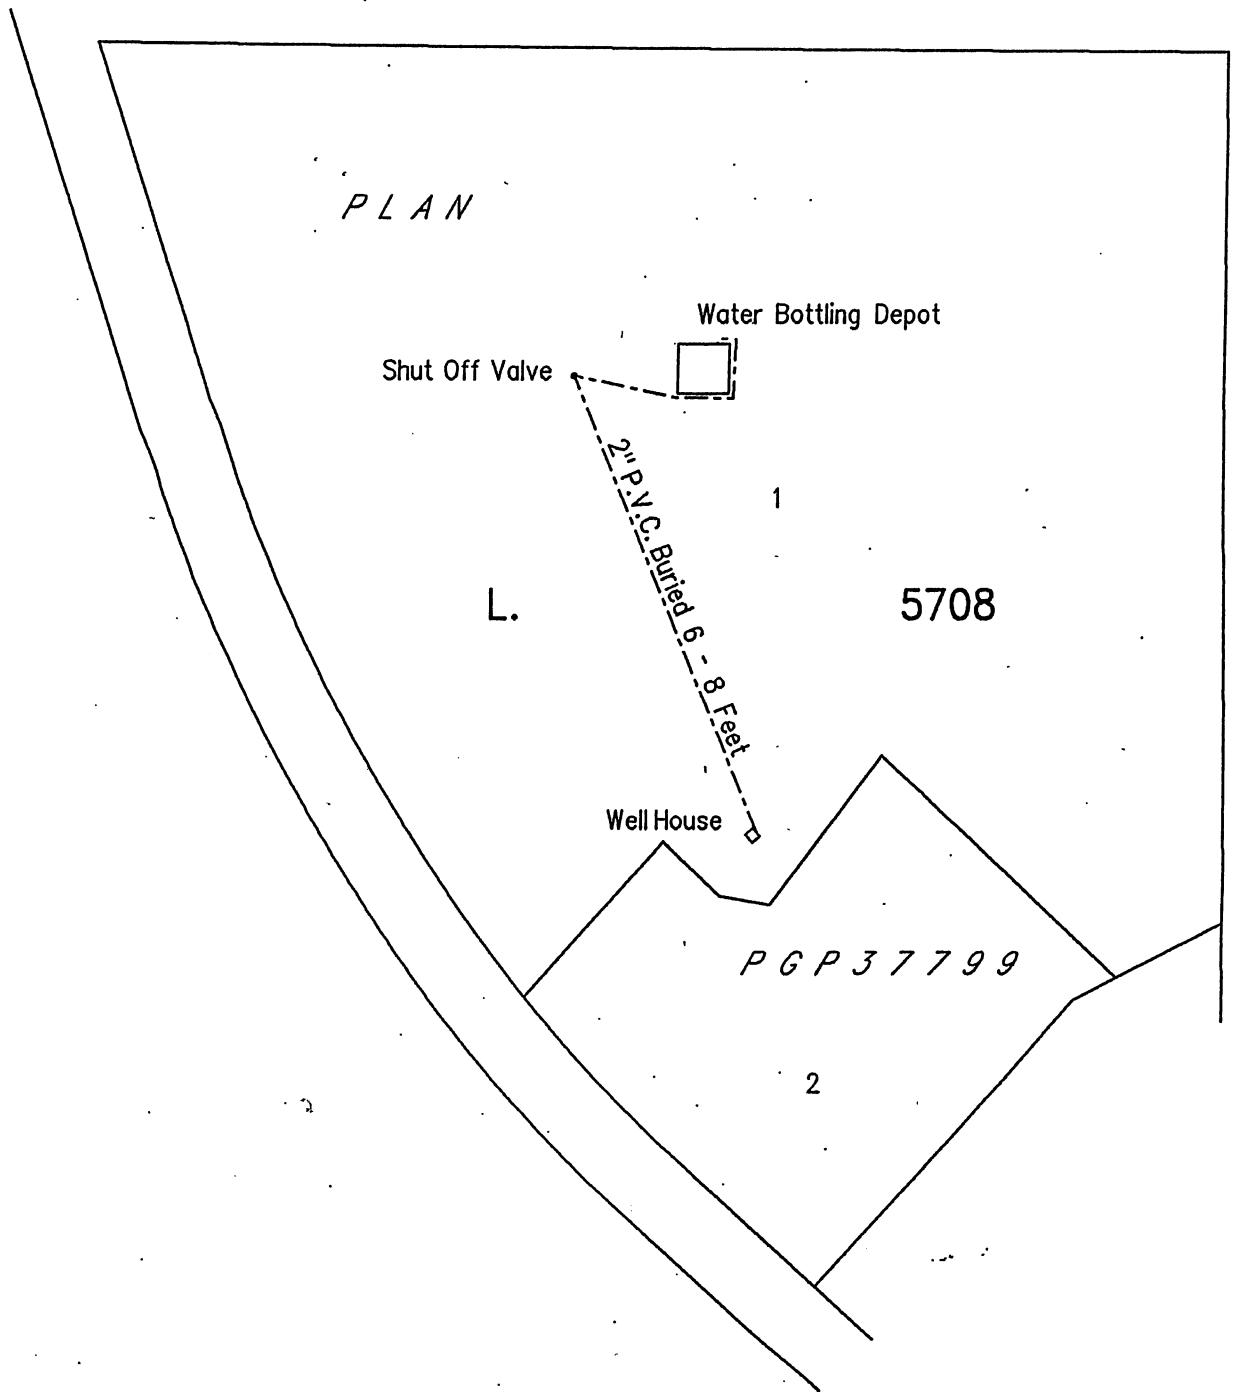 PLAN
Water Bottling Depot
Shut Off Valve
2" P.V.C. Buried 6 - 8 Feet
1
L. 5708
Well House
PGP37799
2